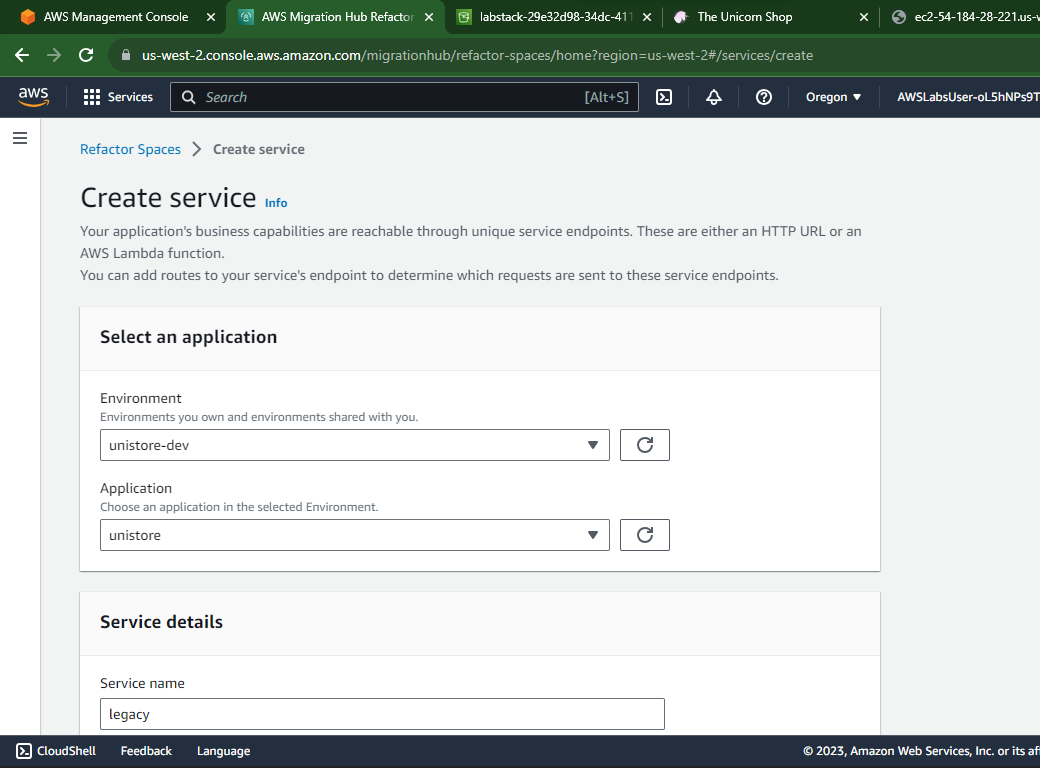 AWS Management Console
AWS Migration Hub Refactor
labstack-29e32d98-34dc-411
The Unicorn Shop
ec2-54-184-28-221.us-w
us-west-2.console.aws.amazon.com/migrationhub/refactor-spaces/home?region=us-west-2#/services/create
aws
Services
Search
[Alt+S]
Oregon
AWSLabsUser-oL5hNPs9T
Refactor Spaces
Create service
Create service Info
Your application's business capabilities are reachable through unique service endpoints. These are either an HTTP URL or an
AWS Lambda function.
You can add routes to your service's endpoint to determine which requests are sent to these service endpoints.
Select an application
Environment
Environments you own and environments shared with you.
unistore-dev
Application
Choose an application in the selected Environment.
unistore
Service details
Service name
legacy
CloudShell
Feedback
Language
© 2023, Amazon Web Services, Inc. or its aff